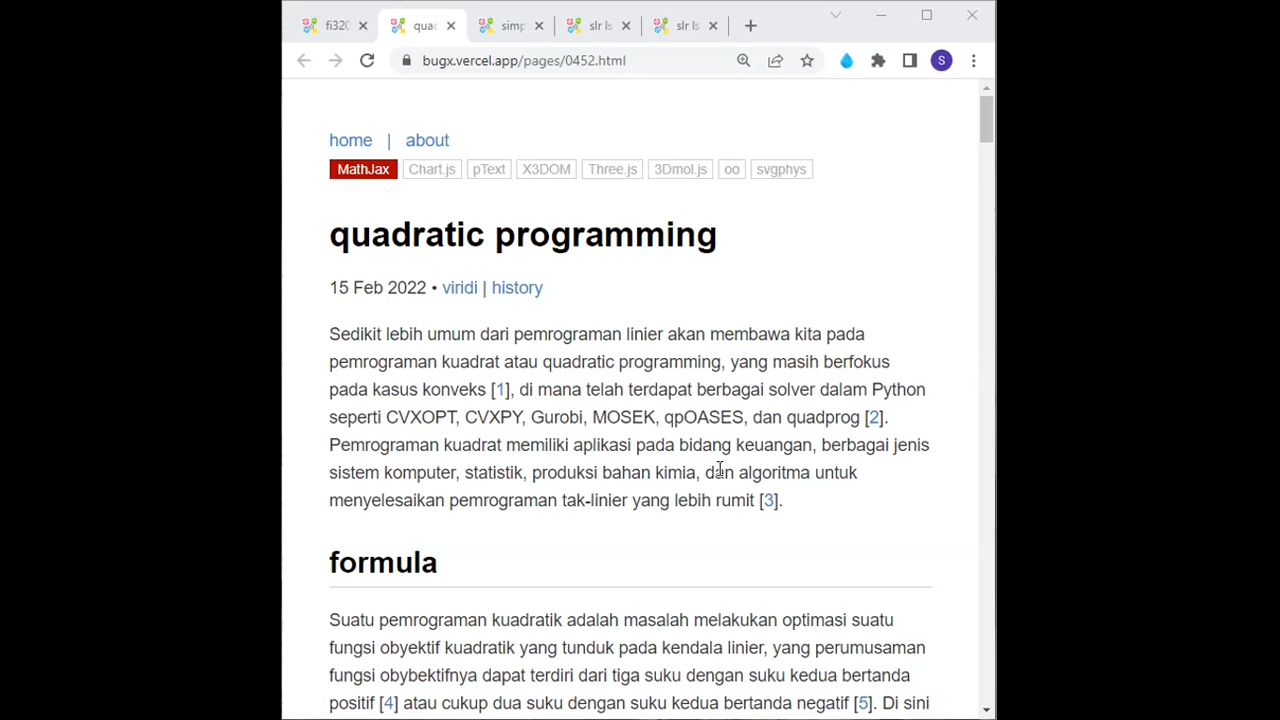 fi320
quad
simp
slr ls
slr ls
bugx.vercel.app/pages/0452.html
S
home | about
MathJax Chart.js pText X3DOM Three.js 3Dmol.js oo svgphys
quadratic programming
15 Feb 2022 • viridi | history
Sedikit lebih umum dari pemrograman linier akan membawa kita pada
pemrograman kuadrat atau quadratic programming, yang masih berfokus
pada kasus konveks [1], di mana telah terdapat berbagai solver dalam Python
seperti CVXOPT, CVXPY, Gurobi, MOSEK, qpOASES, dan quadprog [2].
Pemrograman kuadrat memiliki aplikasi pada bidang keuangan, berbagai jenis
sistem komputer, statistik, produksi bahan kimia, dan algoritma untuk
menyelesaikan pemrograman tak-linier yang lebih rumit [3].
formula
Suatu pemrograman kuadratik adalah masalah melakukan optimasi suatu
fungsi obyektif kuadratik yang tunduk pada kendala linier, yang perumusaman
fungsi obybektifnya dapat terdiri dari tiga suku dengan suku kedua bertanda
positif [4] atau cukup dua suku dengan suku kedua bertanda negatif [5]. Di sini